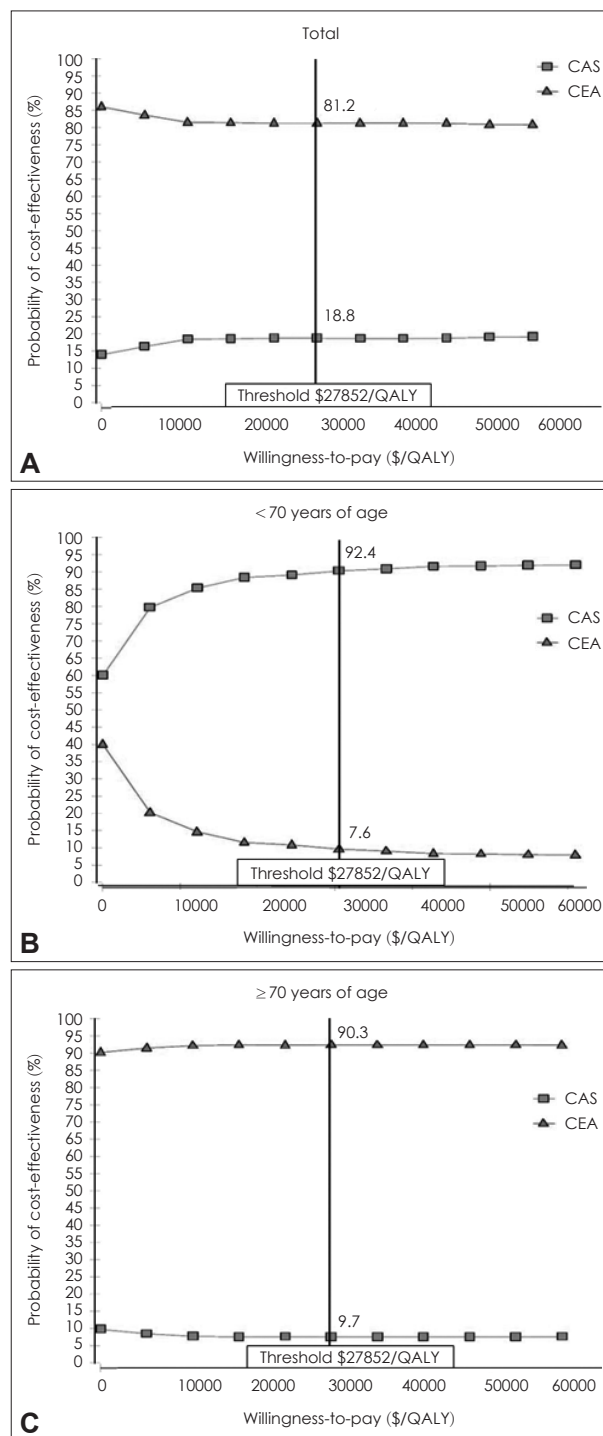 Total
100
95
90
85
80
75
70
65
60
55
50
45
40
35
30
25
20
15
10
5
0
Probability of cost-effectiveness (%)
CAS
CEA
81.2
18.8
Threshold $27852/QALY
0 10000 20000 30000 40000 50000 60000
Willingness-to-pay ($/QALY)
A
<70 years of age
100
95
90
85
80
75
70
65
60
55
50
45
40
35
30
25
20
15
10
5
0
Probability of cost-effectiveness (%)
CAS
CEA
92.4
7.6
Threshold $27852/QALY
0 10000 20000 30000 40000 50000 60000
Willingness-to-pay ($/QALY)
B
≥70 years of age
100
95
90
85
80
75
70
65
60
55
50
45
40
35
30
25
20
15
10
5
0
Probability of cost-effectiveness (%)
CAS
CEA
90.3
9.7
Threshold $27852/QALY
0 10000 20000 30000 40000 50000 60000
Willingness-to-pay ($/QALY)
C